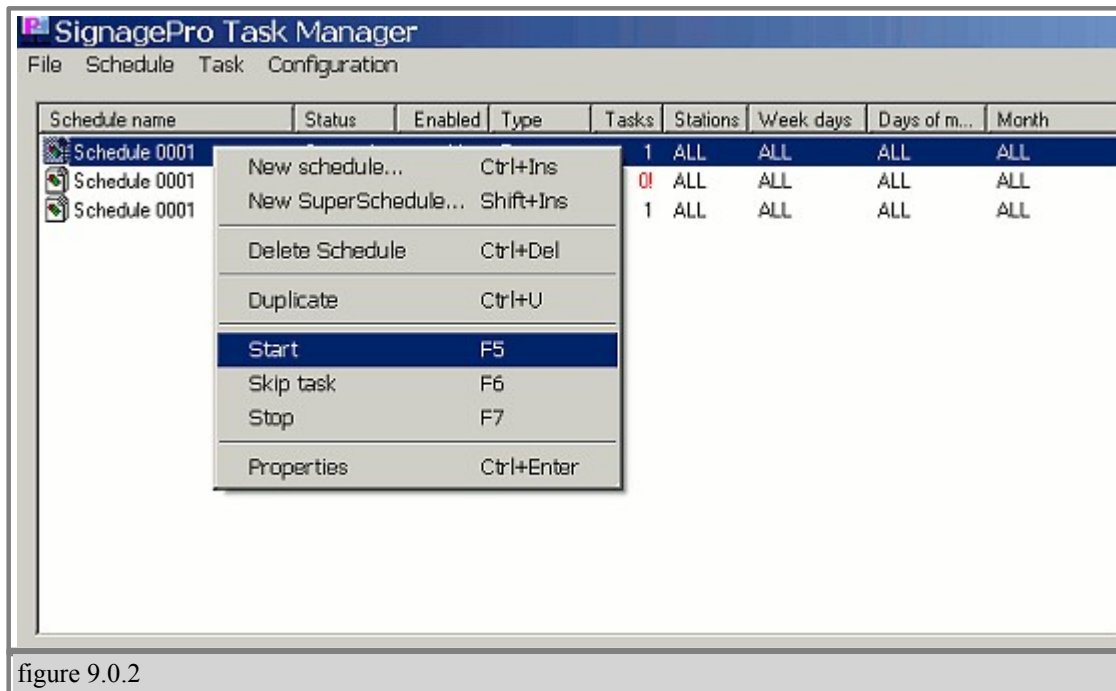 SignagePro Task Manager
File Schedule Task Configuration
Schedule name Status Enabled Type Tasks Stations Week days Days of m... Month
Schedule 0001 1 ALL ALL ALL ALL
Schedule 0001 0! ALL ALL ALL ALL
Schedule 0001 1 ALL ALL ALL ALL
New schedule... Ctrl+Ins
New SuperSchedule... Shift+Ins
Delete Schedule Ctrl+Del
Duplicate Ctrl+U
Start F5
Skip task F6
Stop F7
Properties Ctrl+Enter
figure 9.0.2